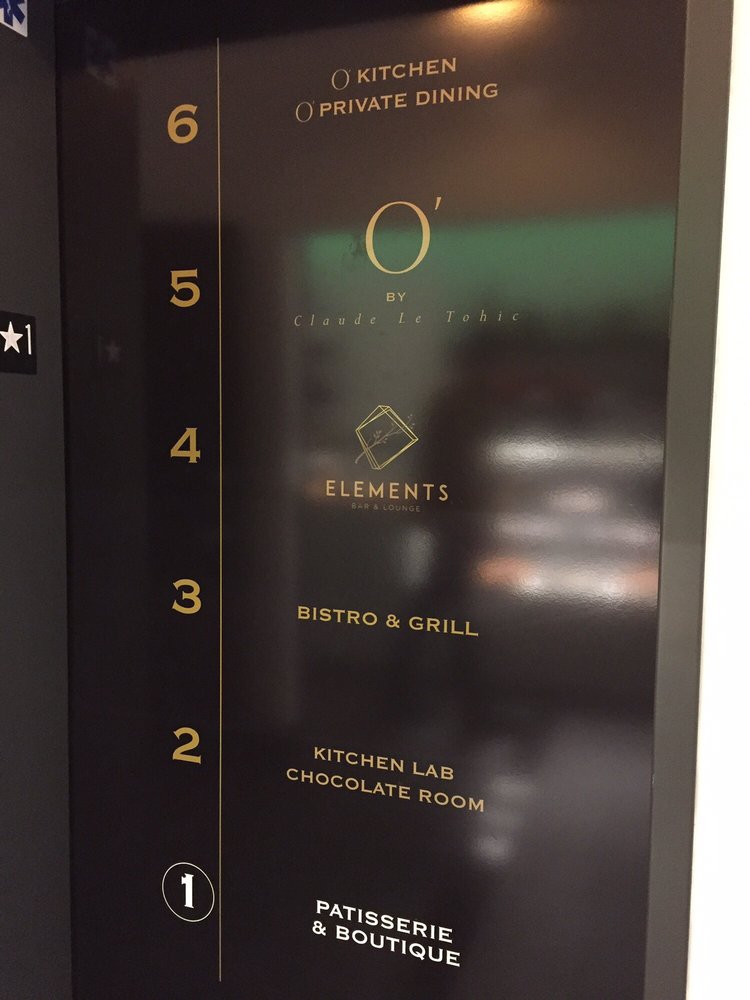 6
O' KITCHEN
O' PRIVATE DINING
5
O'
BY
Claude Le Tohic
★1
4
ELEMENTS
BAR & LOUNGE
3
BISTRO & GRILL
2
KITCHEN LAB
CHOCOLATE ROOM
1
PATISSERIE
& BOUTIQUE